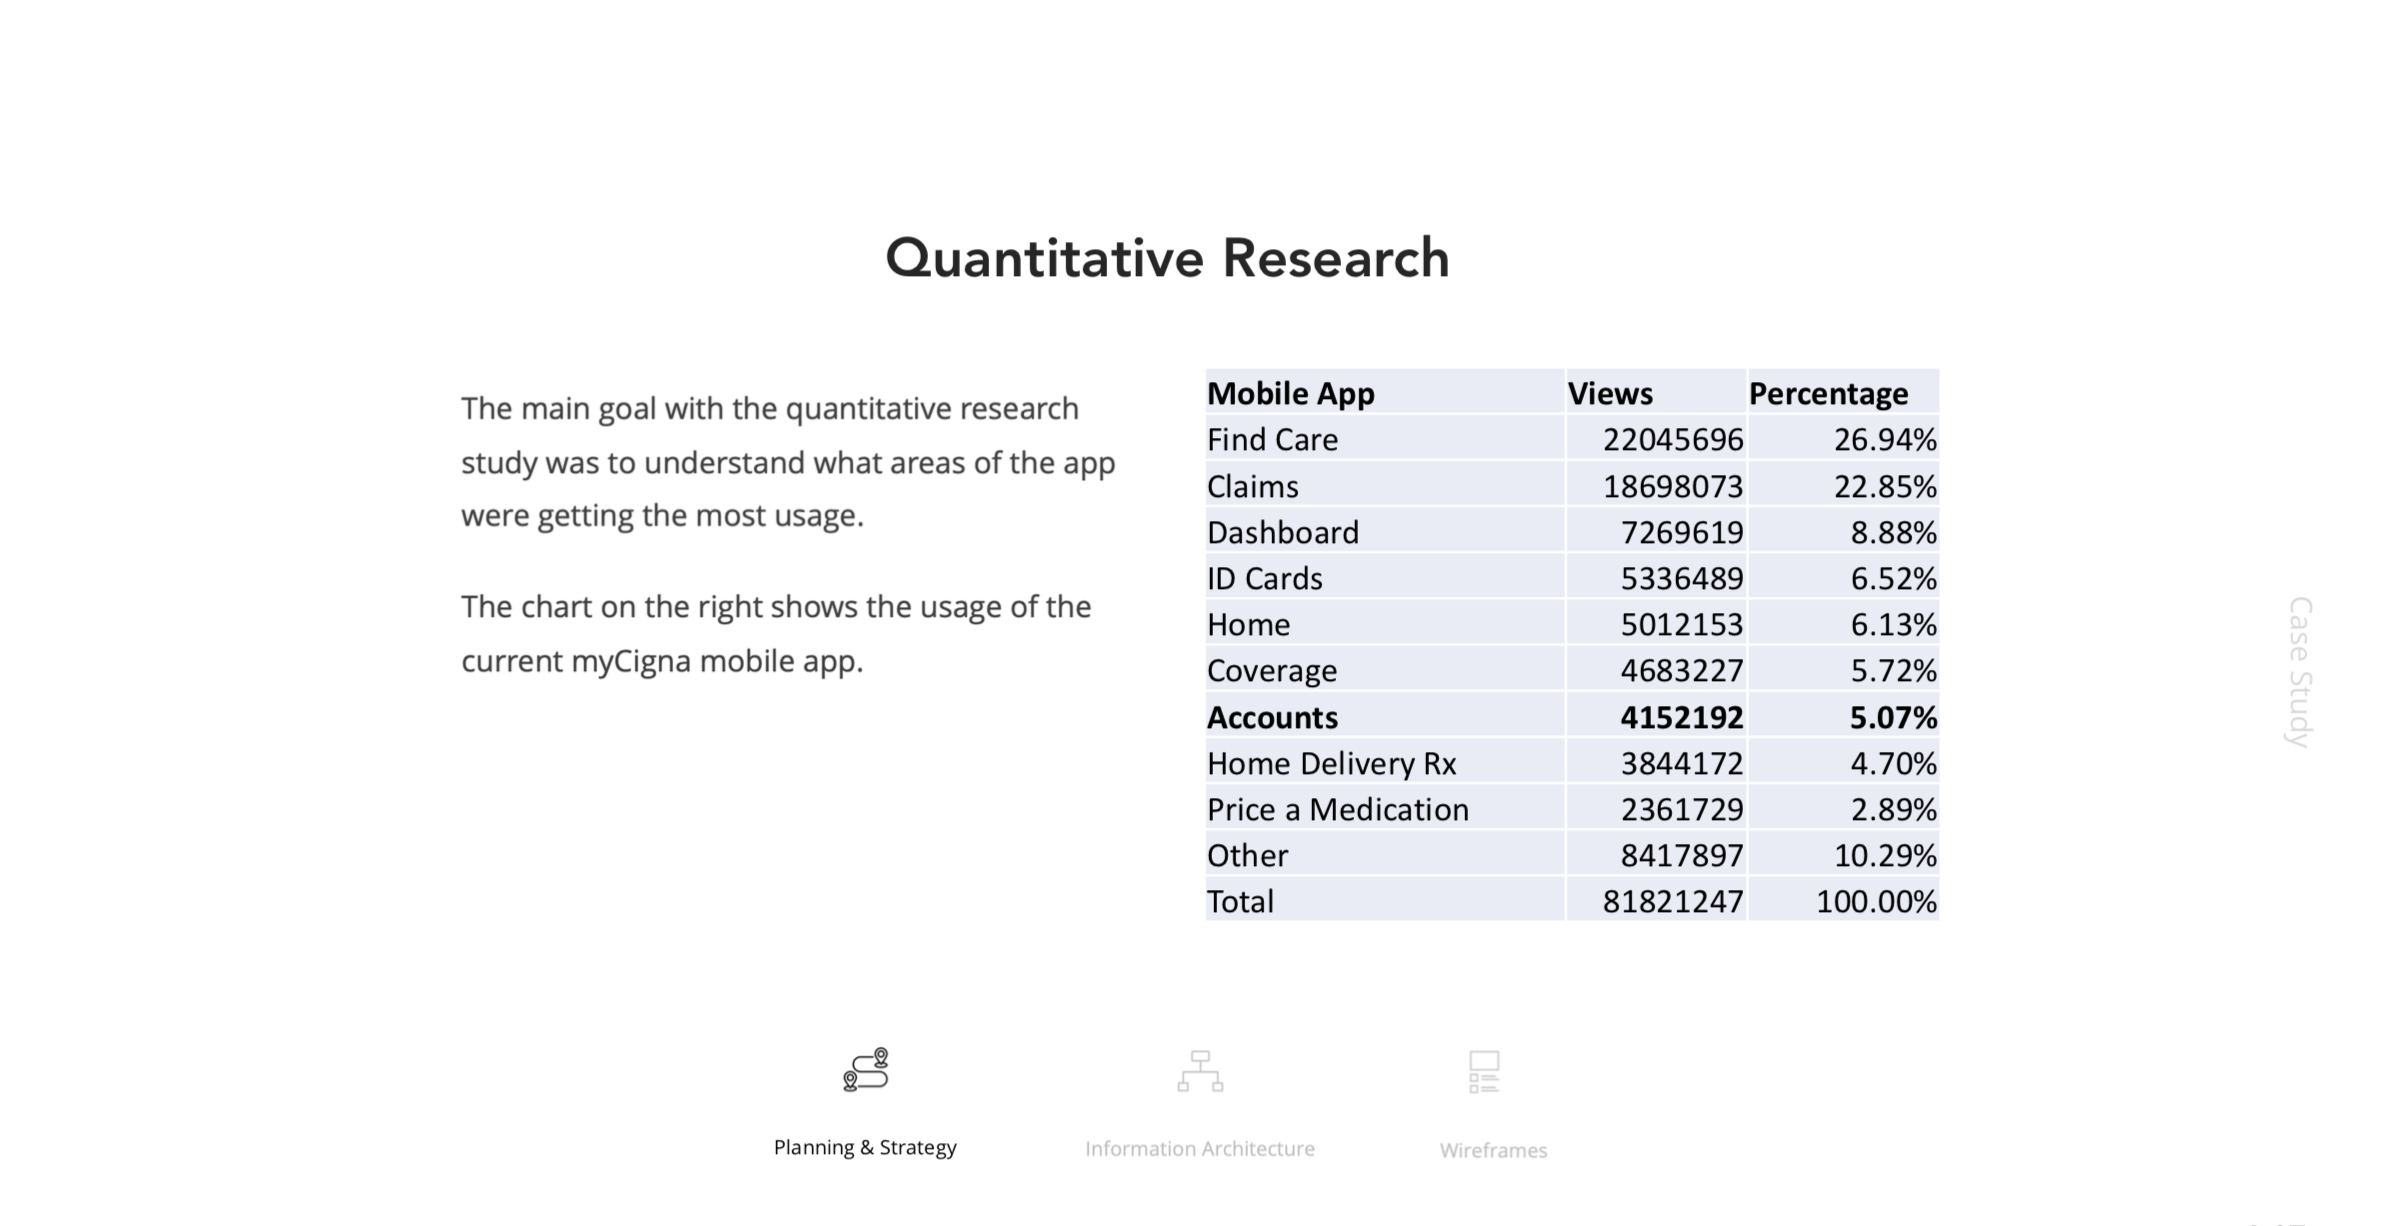 Quantitative Research
The main goal with the quantitative research
study was to understand what areas of the app
were getting the most usage.
The chart on the right shows the usage of the
current myCigna mobile app.
Mobile App Views Percentage
Find Care 22045696 26.94%
Claims 18698073 22.85%
Dashboard 7269619 8.88%
ID Cards 5336489 6.52%
Home 5012153 6.13%
Coverage 4683227 5.72%
Accounts 4152192 5.07%
Home Delivery Rx 3844172 4.70%
Price a Medication 2361729 2.89%
Other 8417897 10.29%
Total 81821247 100.00%
Case Study
Planning & Strategy
Information Architecture
Wireframes